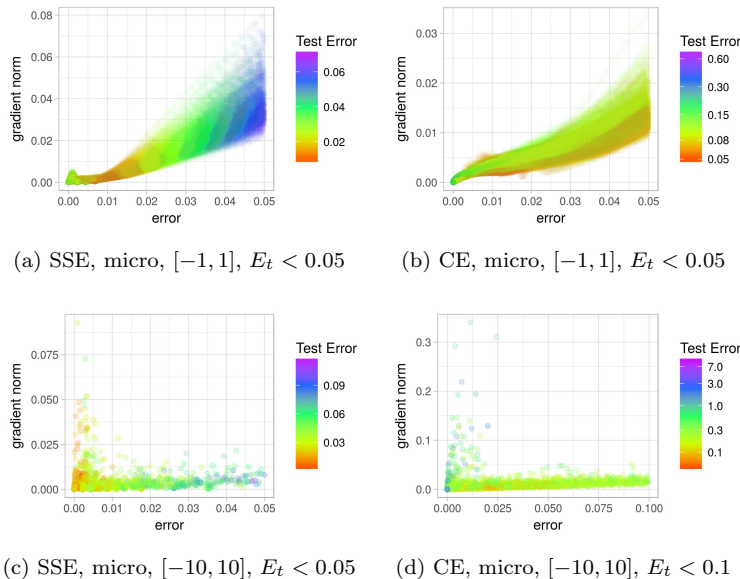 0.08
0.06
0.04
0.02
0.00
gradient norm
0.00 0.01 0.02 0.03 0.04 0.05
error
Test Error
0.06
0.04
0.02
0.03
0.02
0.01
0.00
gradient norm
0.00 0.01 0.02 0.03 0.04 0.05
error
Test Error
0.60
0.30
0.15
0.08
0.05
(a) SSE, micro, [−1, 1], E_t < 0.05
(b) CE, micro, [−1, 1], E_t < 0.05
0.075
0.050
0.025
0.000
gradient norm
0.00 0.01 0.02 0.03 0.04 0.05
error
Test Error
0.09
0.06
0.03
0.3
0.2
0.1
0.0
gradient norm
0.000 0.025 0.050 0.075 0.100
error
Test Error
7.0
3.0
1.0
0.3
0.1
(c) SSE, micro, [−10, 10], E_t < 0.05
(d) CE, micro, [−10, 10], E_t < 0.1